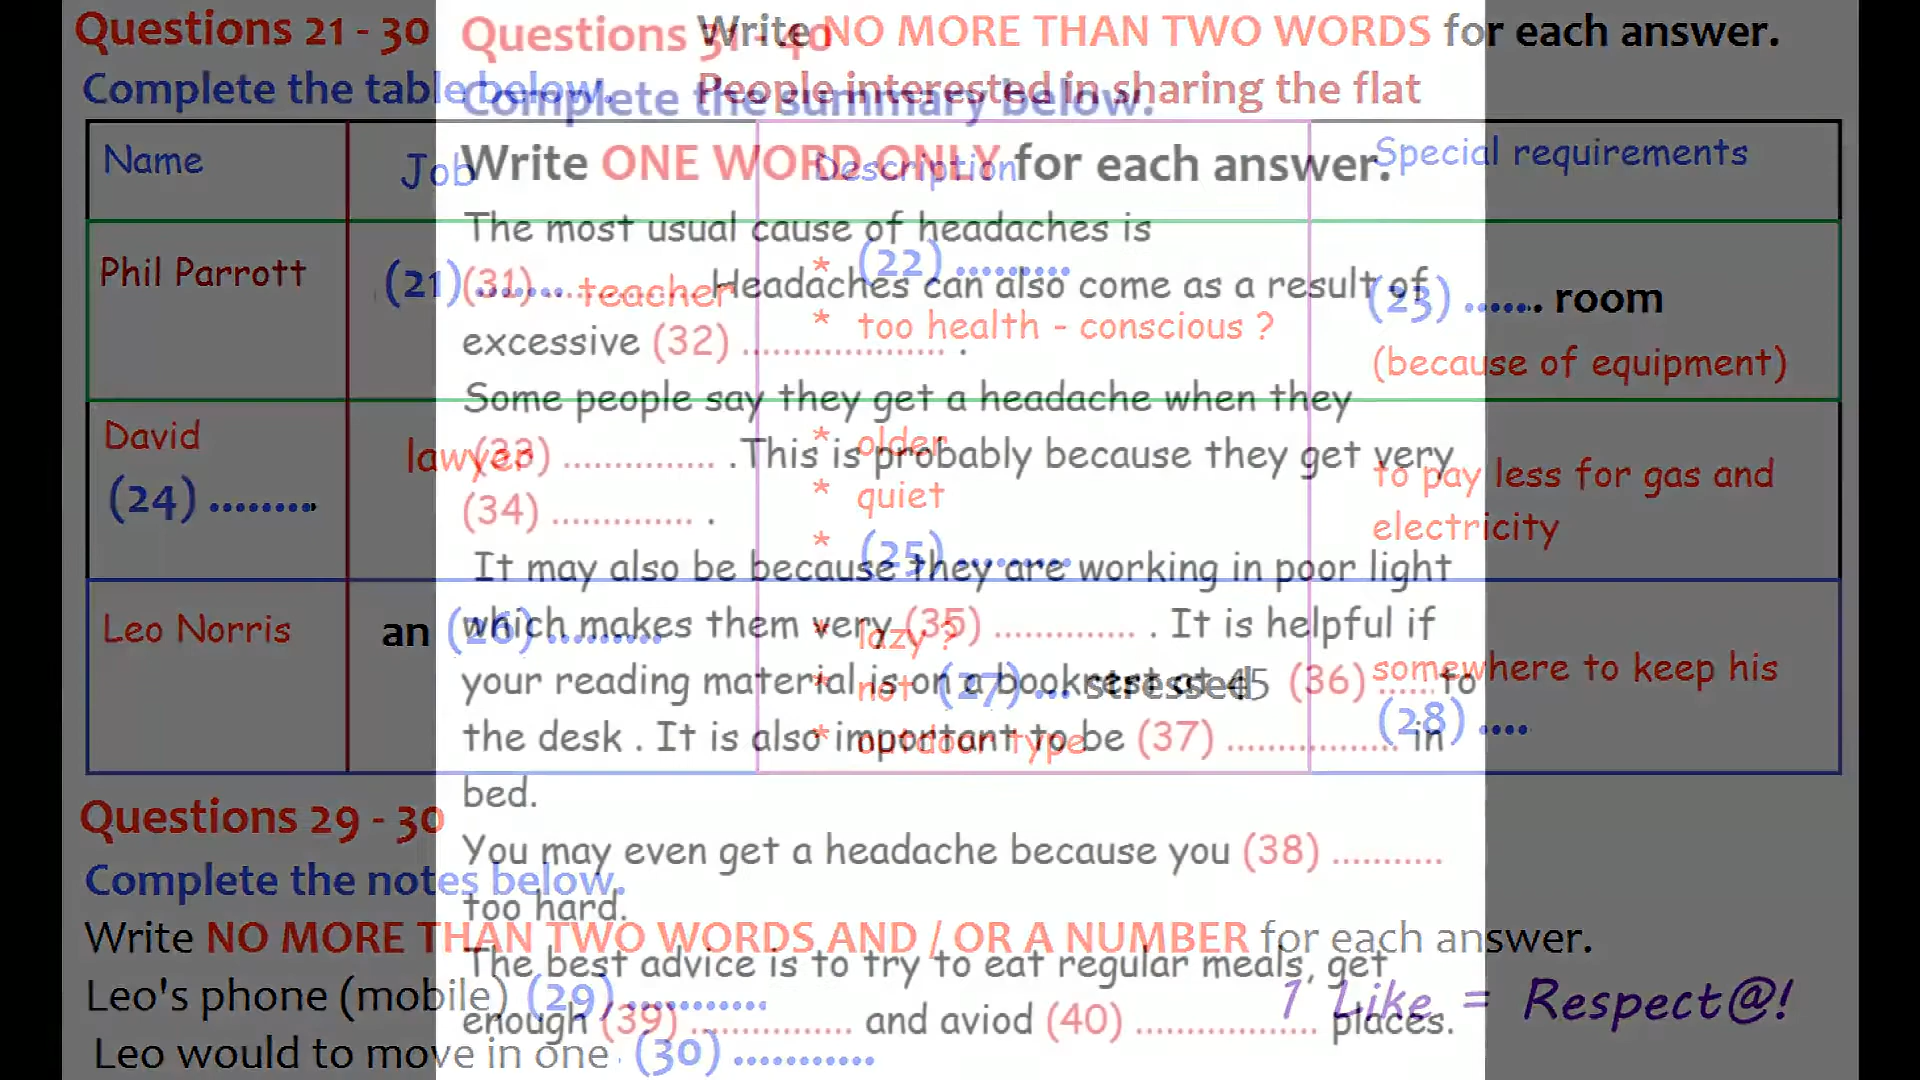 Questions 21 - 30
Write NO MORE THAN TWO WORDS for each answer.
Complete the table below.
People interested in sharing the flat
Name
Job
Description
Special requirements
Phil Parrott
(21) ....... teacher
* (22) .........
* too health - conscious ?
(23) ....... room
(because of equipment)
David
(24) ........
lawyer
* older
* quiet
* (25) .........
to pay less for gas and
electricity
Leo Norris
an (26) .........
* lazy ?
* not (27) ... stressed
* outdoor type
somewhere to keep his
(28) ....
Questions 29 - 30
Complete the notes below.
Write NO MORE THAN TWO WORDS AND / OR A NUMBER for each answer.
Leo's phone (mobile) (29) ...........
Leo would to move in one (30) ...........
1 Like = Respect@!
Questions 31 - 40
Complete the summary below.
Write ONE WORD ONLY for each answer.
The most usual cause of headaches is
(31) ............. .Headaches can also come as a result of
excessive (32) .................... .
Some people say they get a headache when they
(33) ............... .This is probably because they get very
(34) .............. .
It may also be because they are working in poor light
which makes them very (35) .............. . It is helpful if
your reading material is on a bookrest at 45 (36) ...... to
the desk . It is also important to be (37) ................. in
bed.
You may even get a headache because you (38) ...........
too hard.
The best advice is to try to eat regular meals, get
enough (39) ................ and aviod (40) .................. places.